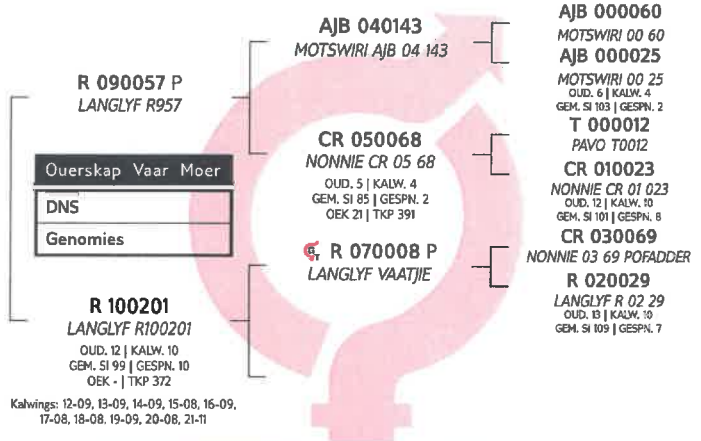 AJB 000060
MOTSWIRI 00 60
AJB 040143
MOTSWIRI AJB 04 143
AJB 000025
MOTSWIRI 00 25
OUD. 6 | KALW. 4
GEM. SI 103 | GESPN. 2
R 090057 P
LANGLYF R957
T 000012
PAVO T0012
CR 050068
NONNIE CR 05 68
OUD. 5 | KALW. 4
GEM. SI 85 | GESPN. 2
OEK 21 | TKP 391
CR 010023
NONNIE CR 01 023
OUD. 12 | KALW. 10
GEM. SI 101 | GESPN. 8
Ouerskap Vaar Moer
DNS
Genomies
CR 030069
NONNIE 03 69 POFADDER
GT R 070008 P
LANGLYF VAATJIE
R 020029
LANGLYF R 02 29
OUD. 13 | KALW. 10
GEM. SI 109 | GESPN. 7
R 100201
LANGLYF R100201
OUD. 12 | KALW. 10
GEM. SI 99 | GESPN. 10
OEK - | TKP 372
Kalwings: 12-09, 13-09, 14-09, 15-08, 16-09,
17-08, 18-08, 19-09, 20-08, 21-11